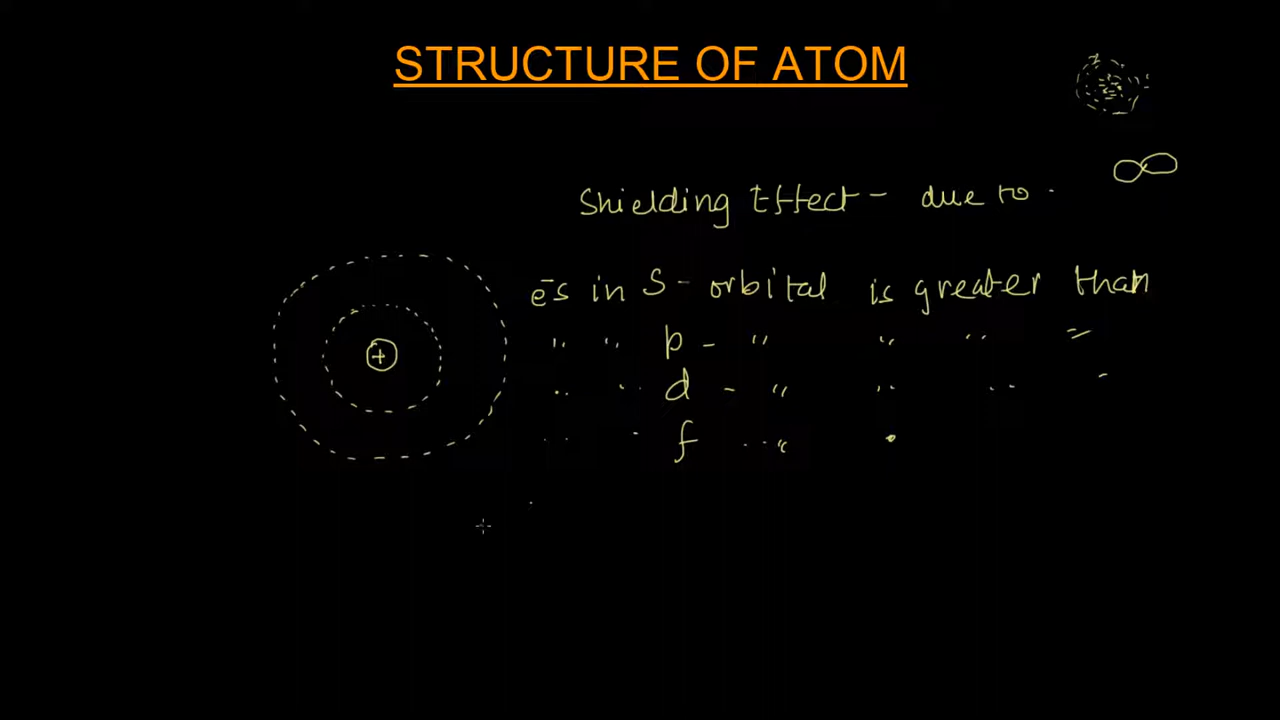 STRUCTURE OF ATOM
Shielding Effect - due to -
+
e⁻s in s - orbital is greater than
" " p - " " " "
" " d - " " " "
" " f - " "